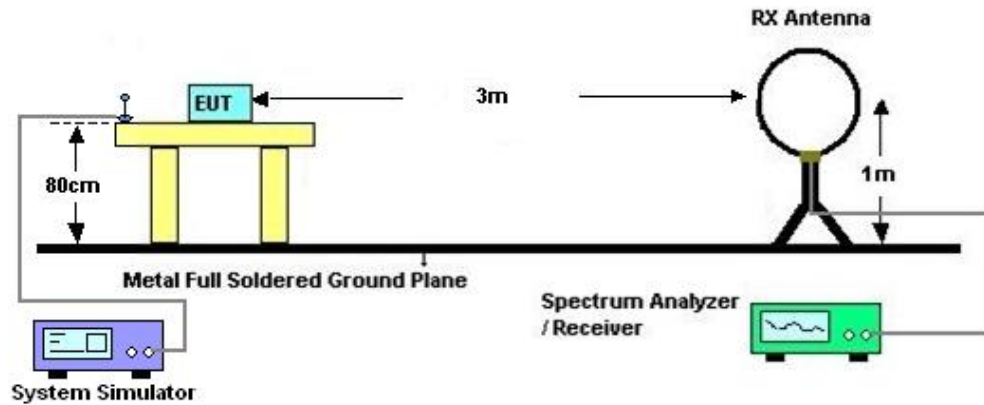 RX Antenna
EUT
3m
80cm
1m
Metal Full Soldered Ground Plane
Spectrum Analyzer
/ Receiver
System Simulator